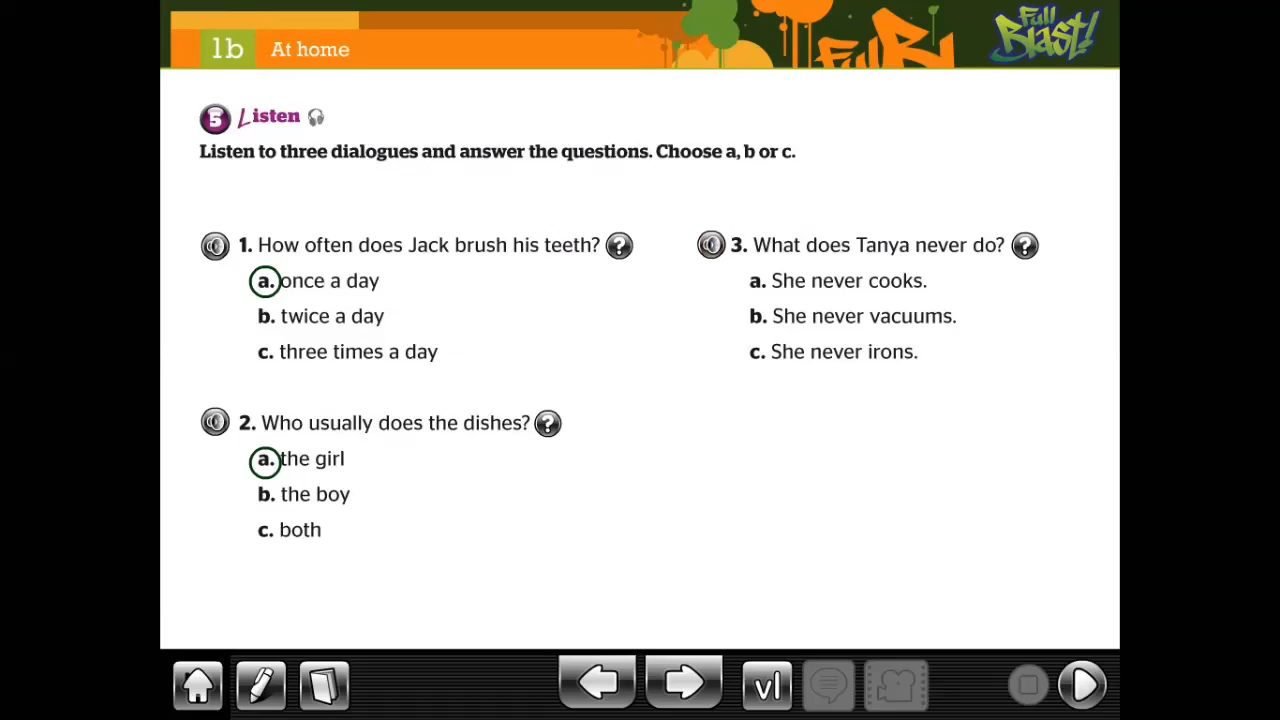 1b At home
Full Blast!
Full Bl
5 Listen
Listen to three dialogues and answer the questions. Choose a, b or c.
1. How often does Jack brush his teeth? ?
a. once a day
b. twice a day
c. three times a day
2. Who usually does the dishes? ?
a. the girl
b. the boy
c. both
3. What does Tanya never do? ?
a. She never cooks.
b. She never vacuums.
c. She never irons.
vl